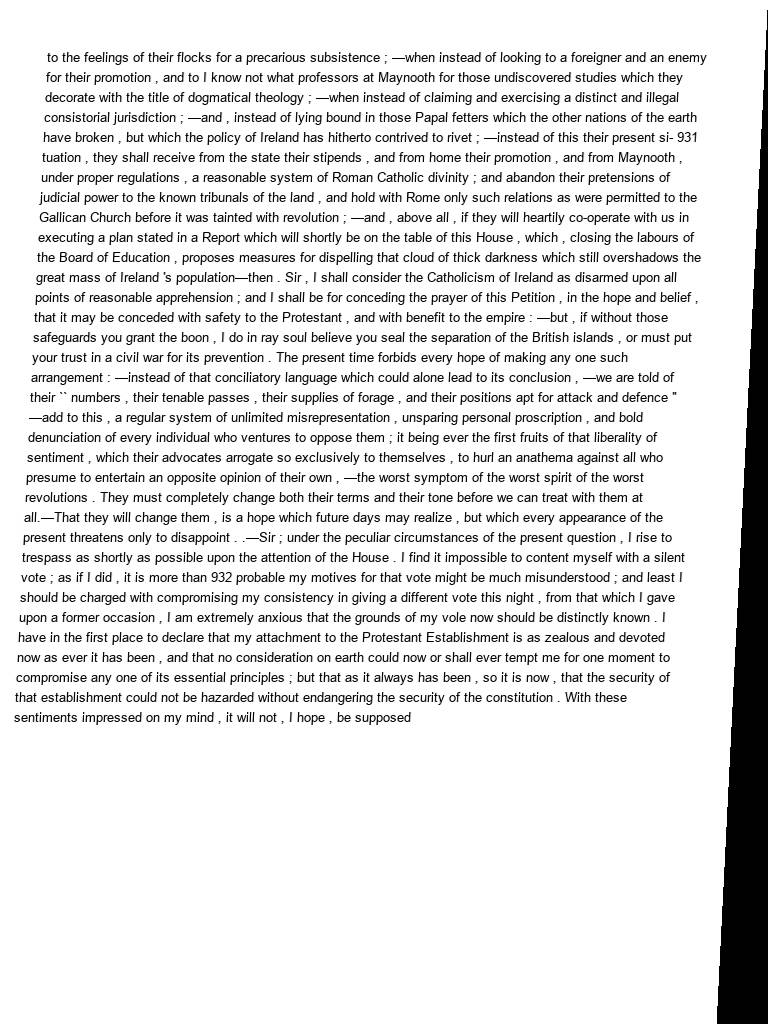 to the feelings of their flocks for a precarious subsistence ; —when instead of looking to a foreigner and an enemy
for their promotion , and to I know not what professors at Maynooth for those undiscovered studies which they
decorate with the title of dogmatical theology ; —when instead of claiming and exercising a distinct and illegal
consistorial jurisdiction ; —and , instead of lying bound in those Papal fetters which the other nations of the earth
have broken , but which the policy of Ireland has hitherto contrived to rivet ; —instead of this their present si- 931
tuation , they shall receive from the state their stipends , and from home their promotion , and from Maynooth ,
under proper regulations , a reasonable system of Roman Catholic divinity ; and abandon their pretensions of
judicial power to the known tribunals of the land , and hold with Rome only such relations as were permitted to the
Gallican Church before it was tainted with revolution ; —and , above all , if they will heartily co-operate with us in
executing a plan stated in a Report which will shortly be on the table of this House , which , closing the labours of
the Board of Education , proposes measures for dispelling that cloud of thick darkness which still overshadows the
great mass of Ireland 's population—then . Sir , I shall consider the Catholicism of Ireland as disarmed upon all
points of reasonable apprehension ; and I shall be for conceding the prayer of this Petition , in the hope and belief ,
that it may be conceded with safety to the Protestant , and with benefit to the empire : —but , if without those
safeguards you grant the boon , I do in ray soul believe you seal the separation of the British islands , or must put
your trust in a civil war for its prevention . The present time forbids every hope of making any one such
arrangement : —instead of that conciliatory language which could alone lead to its conclusion , —we are told of
their `` numbers , their tenable passes , their supplies of forage , and their positions apt for attack and defence "
—add to this , a regular system of unlimited misrepresentation , unsparing personal proscription , and bold
denunciation of every individual who ventures to oppose them ; it being ever the first fruits of that liberality of
sentiment , which their advocates arrogate so exclusively to themselves , to hurl an anathema against all who
presume to entertain an opposite opinion of their own , —the worst symptom of the worst spirit of the worst
revolutions . They must completely change both their terms and their tone before we can treat with them at
all.—That they will change them , is a hope which future days may realize , but which every appearance of the
present threatens only to disappoint . .—Sir ; under the peculiar circumstances of the present question , I rise to
trespass as shortly as possible upon the attention of the House . I find it impossible to content myself with a silent
vote ; as if I did , it is more than 932 probable my motives for that vote might be much misunderstood ; and least I
should be charged with compromising my consistency in giving a different vote this night , from that which I gave
upon a former occasion , I am extremely anxious that the grounds of my vole now should be distinctly known . I
have in the first place to declare that my attachment to the Protestant Establishment is as zealous and devoted
now as ever it has been , and that no consideration on earth could now or shall ever tempt me for one moment to
compromise any one of its essential principles ; but that as it always has been , so it is now , that the security of
that establishment could not be hazarded without endangering the security of the constitution . With these
sentiments impressed on my mind , it will not , I hope , be supposed